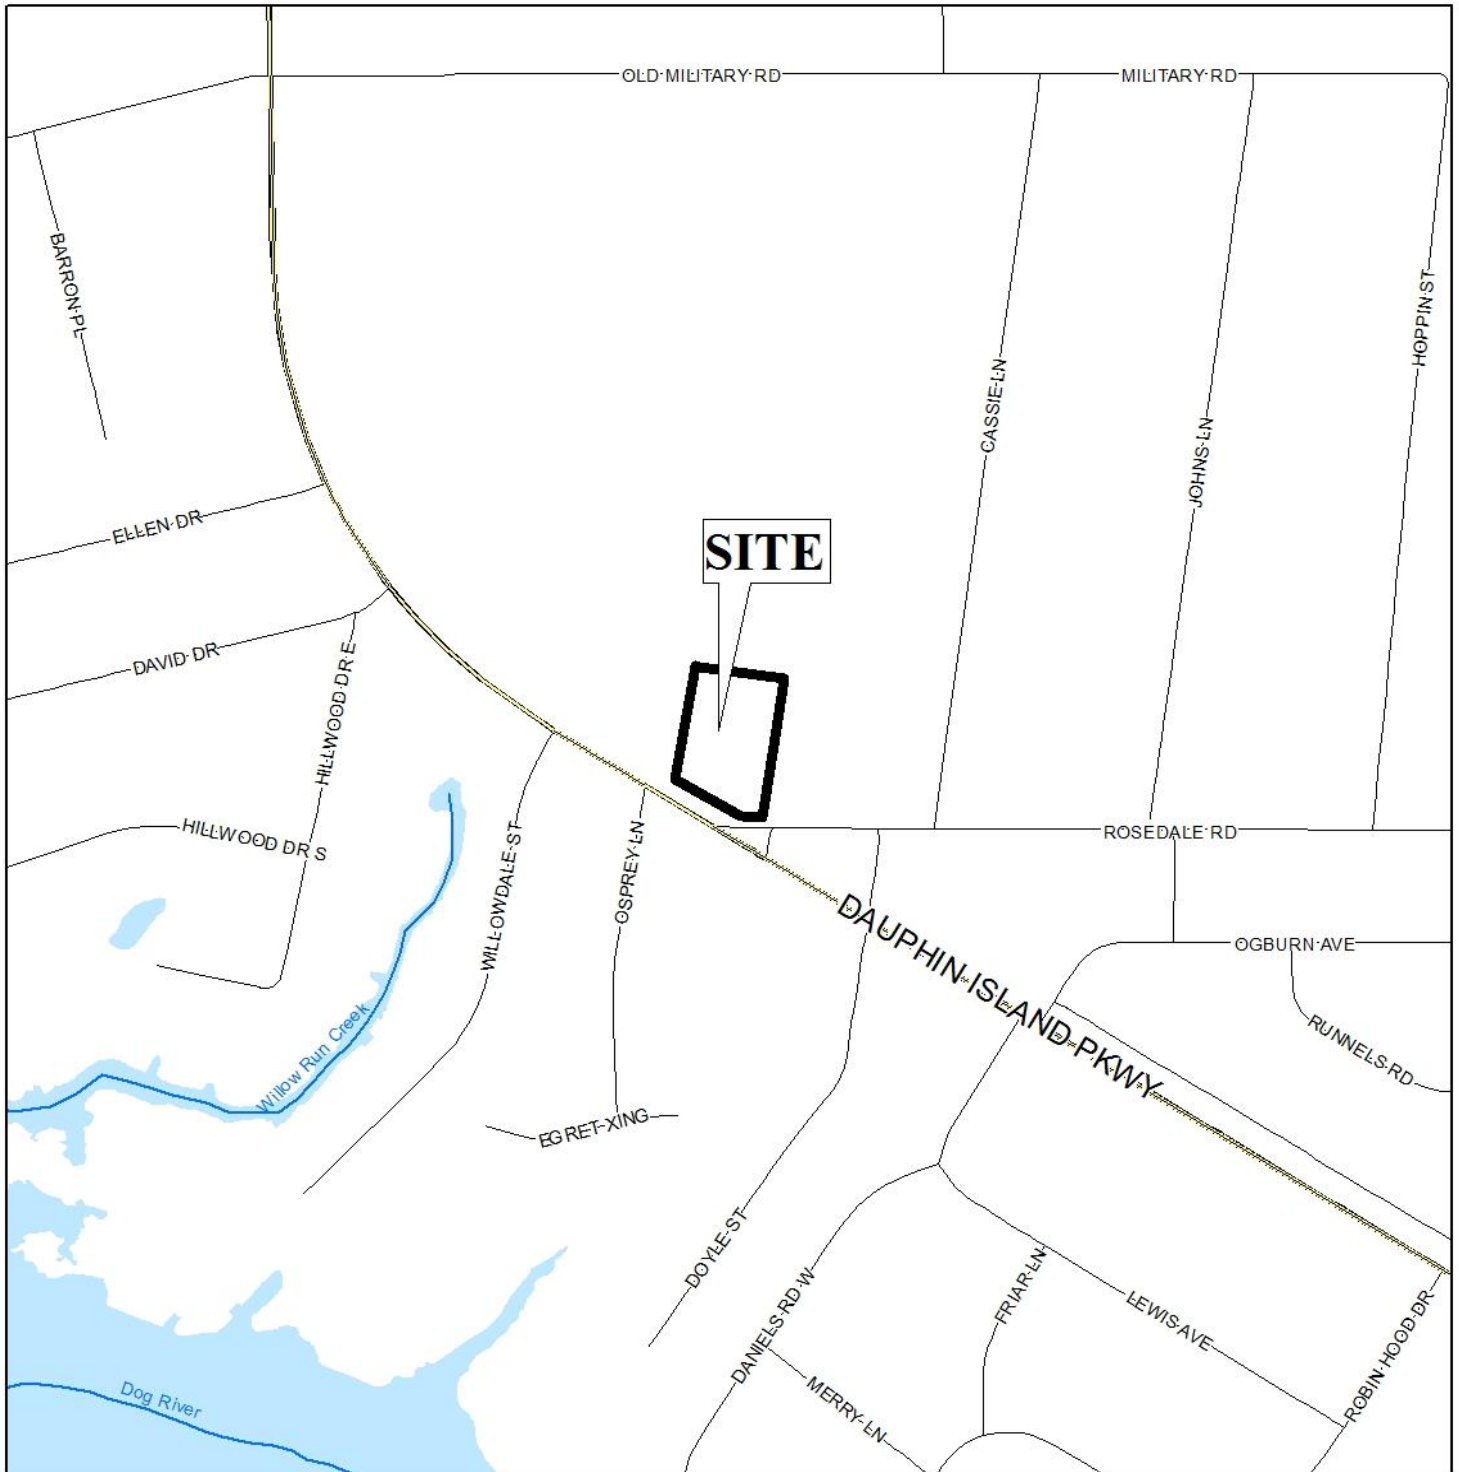 OLD MILITARY RD
MILITARY RD
BARRON PL
HOPPIN ST
CASSIE LN
JOHNS LN
ELLEN DR
SITE
DAVID DR
HILLWOOD DR E
HILLWOOD DR S
WILLOWDALE ST
OSPREY LN
ROSEDALE RD
DAUPHIN ISLAND PKWY
OGBURN AVE
RUNNELS RD
Willow Run Creek
EGRET XING
DOYLE ST
DANIELS RD W
FRIAR LN
LEWIS AVE
ROBIN HOOD DR
MERRY LN
Dog River